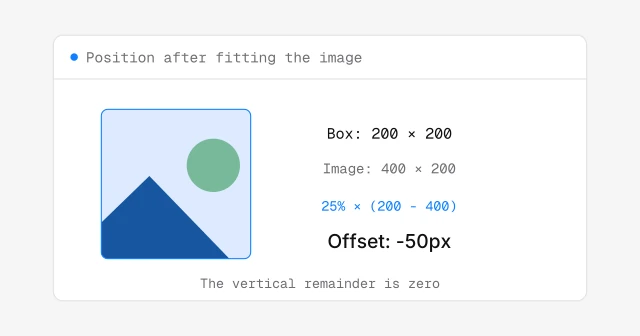 Position after fitting the image
Box: 200 × 200
Image: 400 × 200
25% × (200 - 400)
Offset: -50px
The vertical remainder is zero